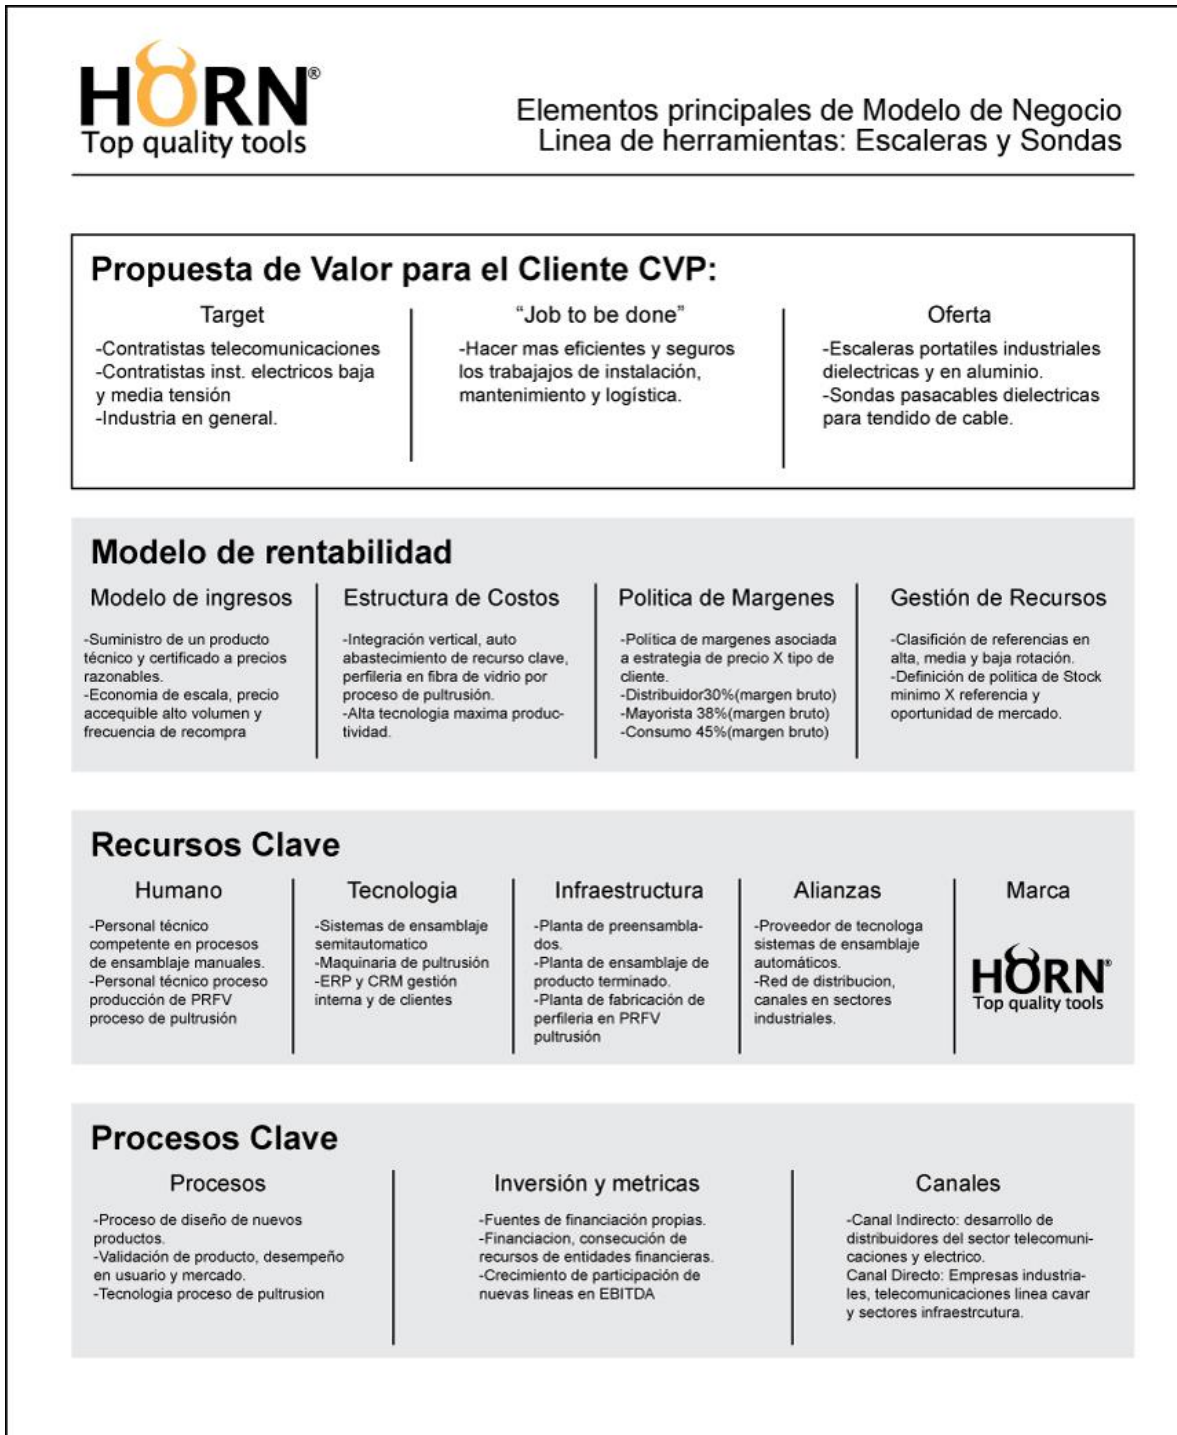 HORN®
Top quality tools
Elementos principales de Modelo de Negocio
Linea de herramientas: Escaleras y Sondas
Propuesta de Valor para el Cliente CVP:
Target
-Contratistas telecomunicaciones
-Contratistas inst. electricos baja
y media tensión
-Industria en general.
“Job to be done”
-Hacer mas eficientes y seguros
los trabajajos de instalación,
mantenimiento y logística.
Oferta
-Escaleras portatiles industriales
dielectricas y en aluminio.
-Sondas pasacables dielectricas
para tendido de cable.
Modelo de rentabilidad
Modelo de ingresos
-Suministro de un producto
técnico y certificado a precios
razonables.
-Economia de escala, precio
accequible alto volumen y
frecuencia de recompra
Estructura de Costos
-Integración vertical, auto
abastecimiento de recurso clave,
perfileria en fibra de vidrio por
proceso de pultrusión.
-Alta tecnología maxima produc-
tividad.
Politica de Margenes
-Política de margenes asociada
a estrategia de precio X tipo de
cliente.
-Distribuidor30%(margen bruto)
-Mayorista 38%(margen bruto)
-Consumo 45%(margen bruto)
Gestión de Recursos
-Clasifición de referencias en
alta, media y baja rotación.
-Definición de politica de Stock
minimo X referencia y
oportunidad de mercado.
Recursos Clave
Humano
-Personal técnico
competente en procesos
de ensamblaje manuales.
-Personal técnico proceso
producción de PRFV
proceso de pultrusión
Tecnologia
-Sistemas de ensamblaje
semitautomatico
-Maquinaria de pultrusión
-ERP y CRM gestión
interna y de clientes
Infraestructura
-Planta de preensambla-
dos.
-Planta de ensamblaje de
producto terminado.
-Planta de fabricación de
perfileria en PRFV
pultrusión
Alianzas
-Proveedor de tecnologa
sistemas de ensamblaje
automáticos.
-Red de distribucion,
canales en sectores
industriales.
Marca
HORN®
Top quality tools
Procesos Clave
Procesos
-Proceso de diseño de nuevos
productos.
-Validación de producto, desempeño
en usuario y mercado.
-Tecnologia proceso de pultrusion
Inversión y metricas
-Fuentes de financiación propias.
-Financiacion, consecución de
recursos de entidades financieras.
-Crecimiento de participación de
nuevas lineas en EBITDA
Canales
-Canal Indirecto: desarrollo de
distribuidores del sector telecomuni-
caciones y electrico.
Canal Directo: Empresas industria-
les, telecomunicaciones linea cavar
y sectores infraestrcutura.